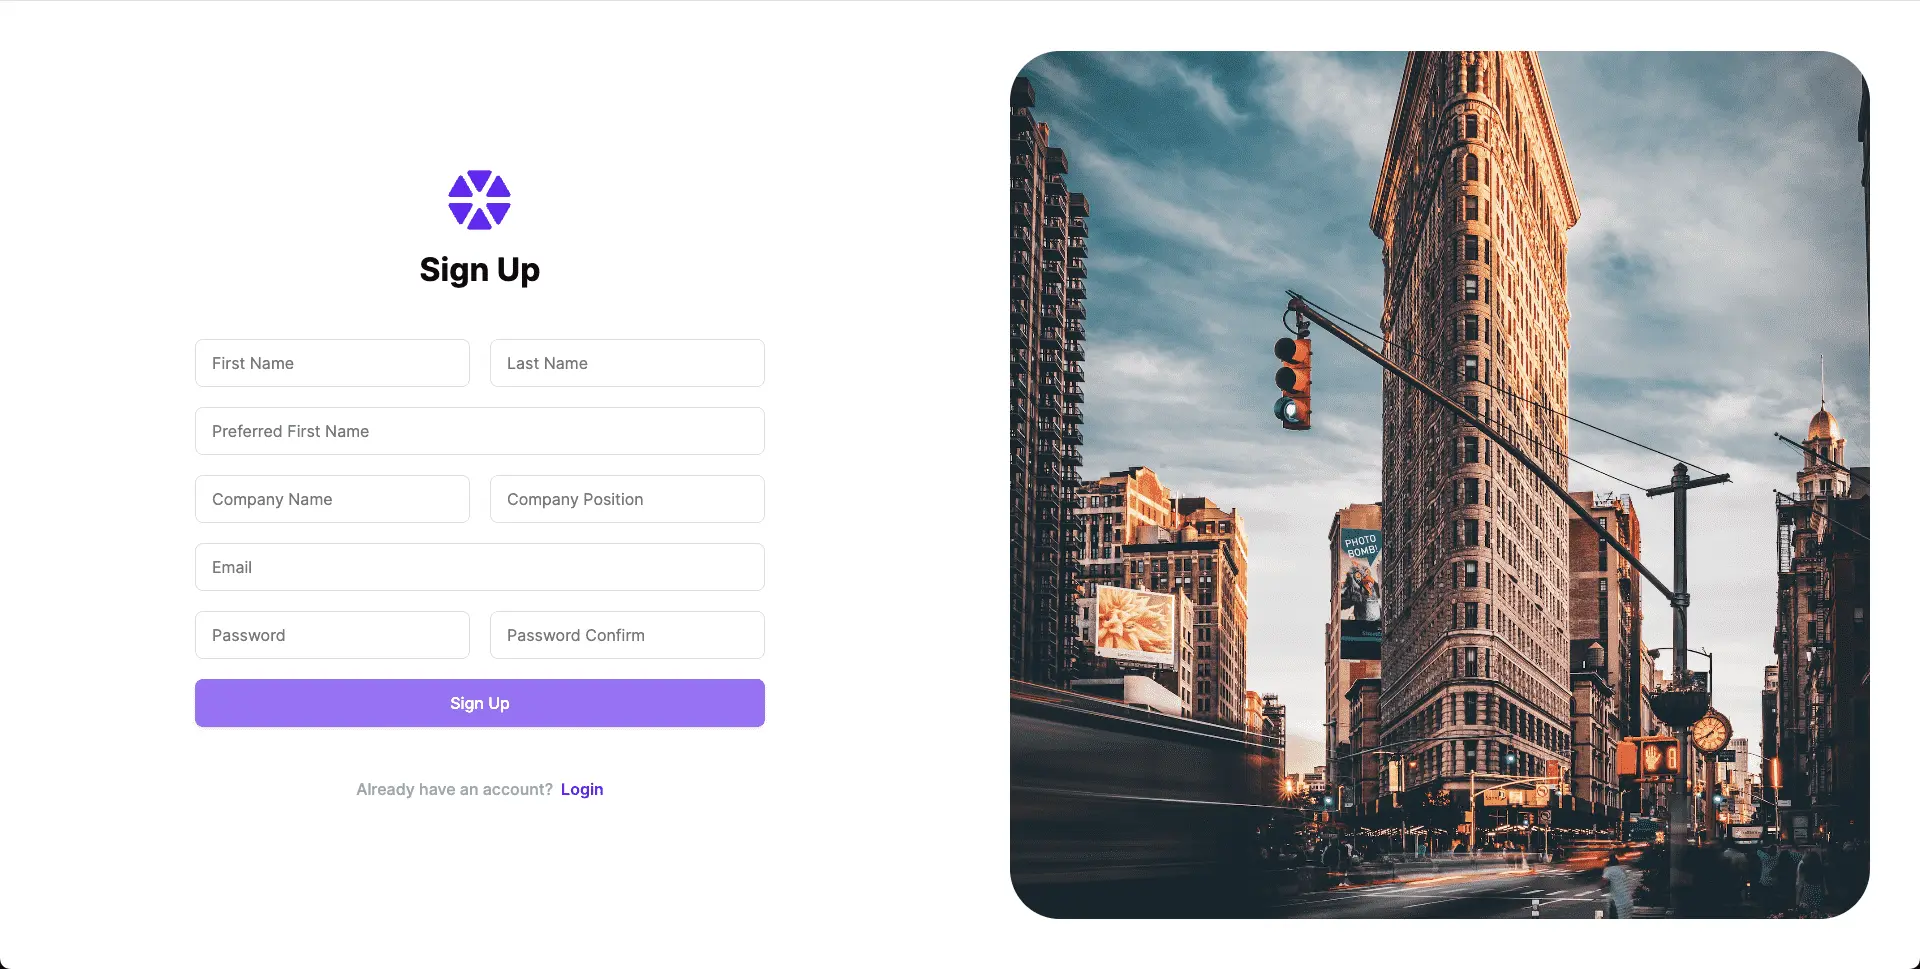 Sign Up
First Name
Last Name
Preferred First Name
Company Name
Company Position
Email
Password
Password Confirm
Sign Up
Already have an account? Login
PHOTO
BOMB!